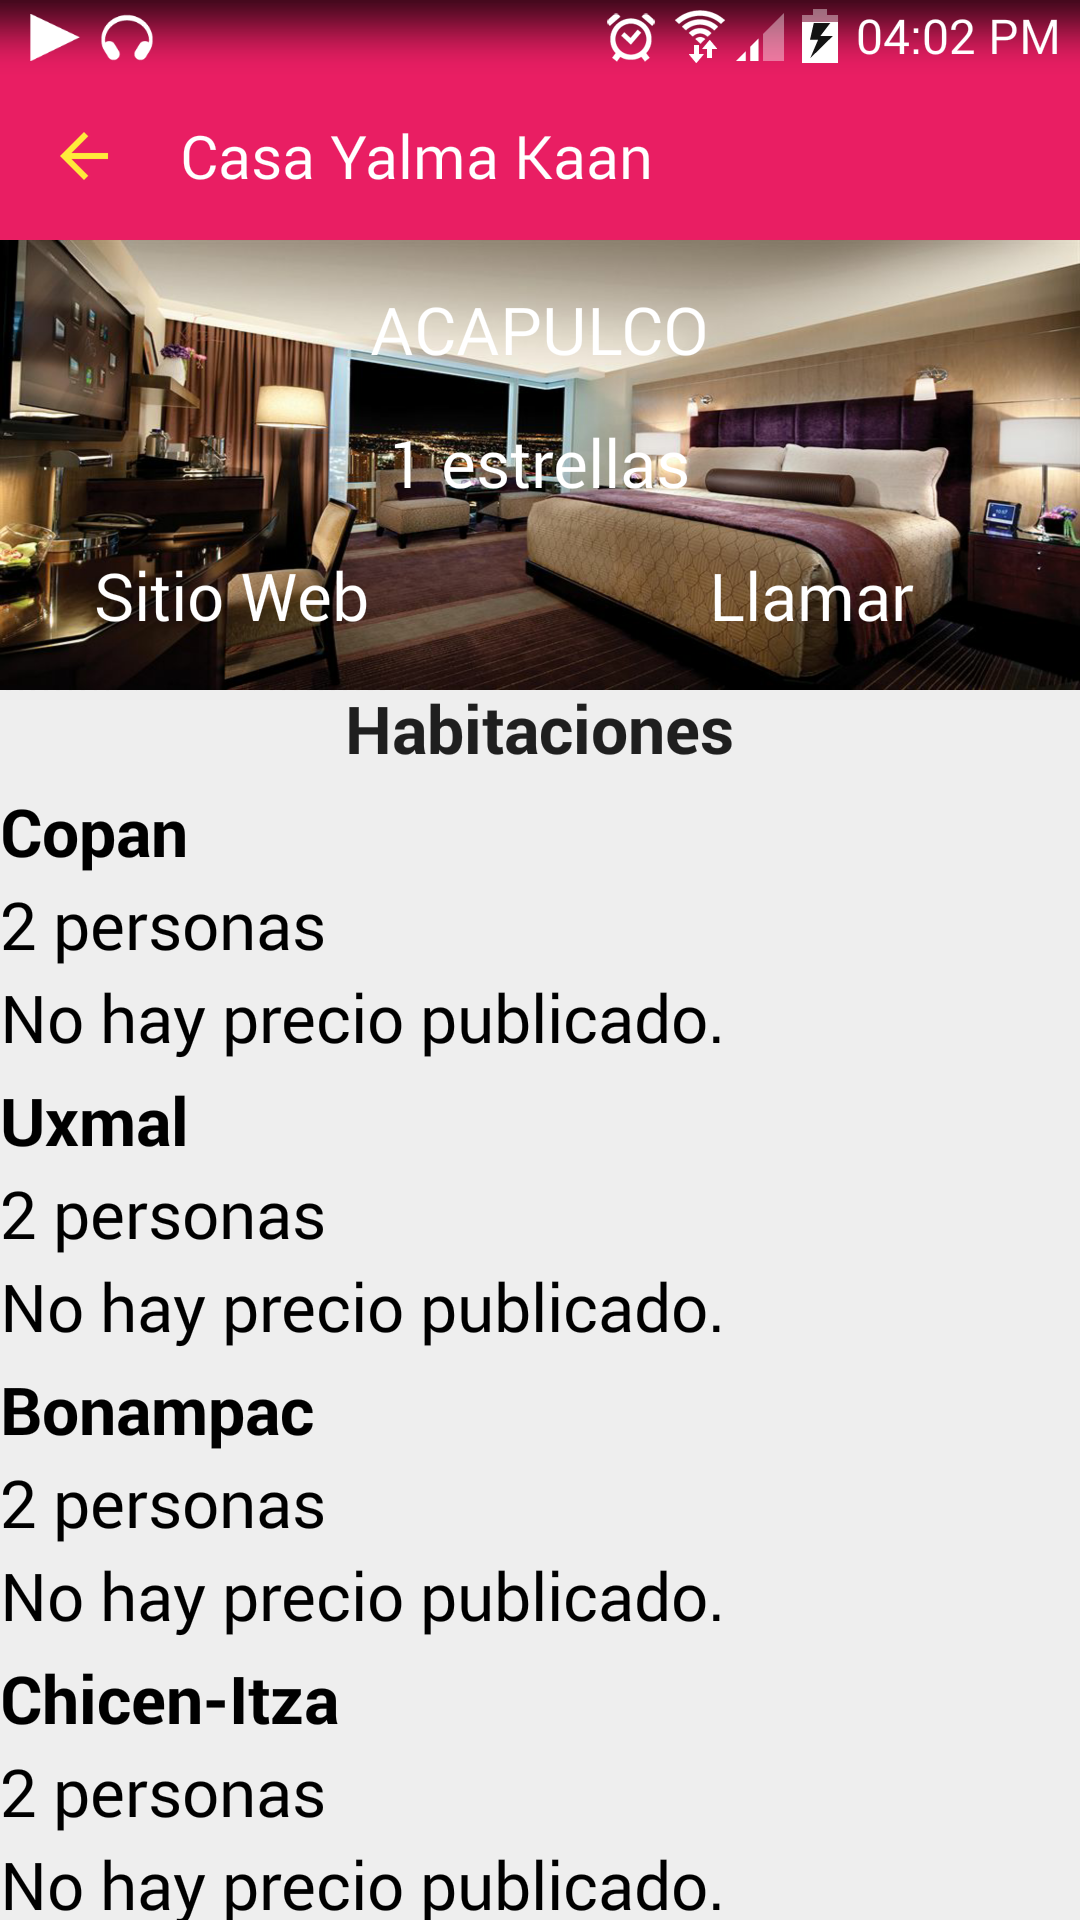 04:02 PM
Casa Yalma Kaan
ACAPULCO
1 estrellas
Sitio Web
Llamar
Habitaciones
Copan
2 personas
No hay precio publicado.
Uxmal
2 personas
No hay precio publicado.
Bonampac
2 personas
No hay precio publicado.
Chicen-Itza
2 personas
No hay precio publicado.